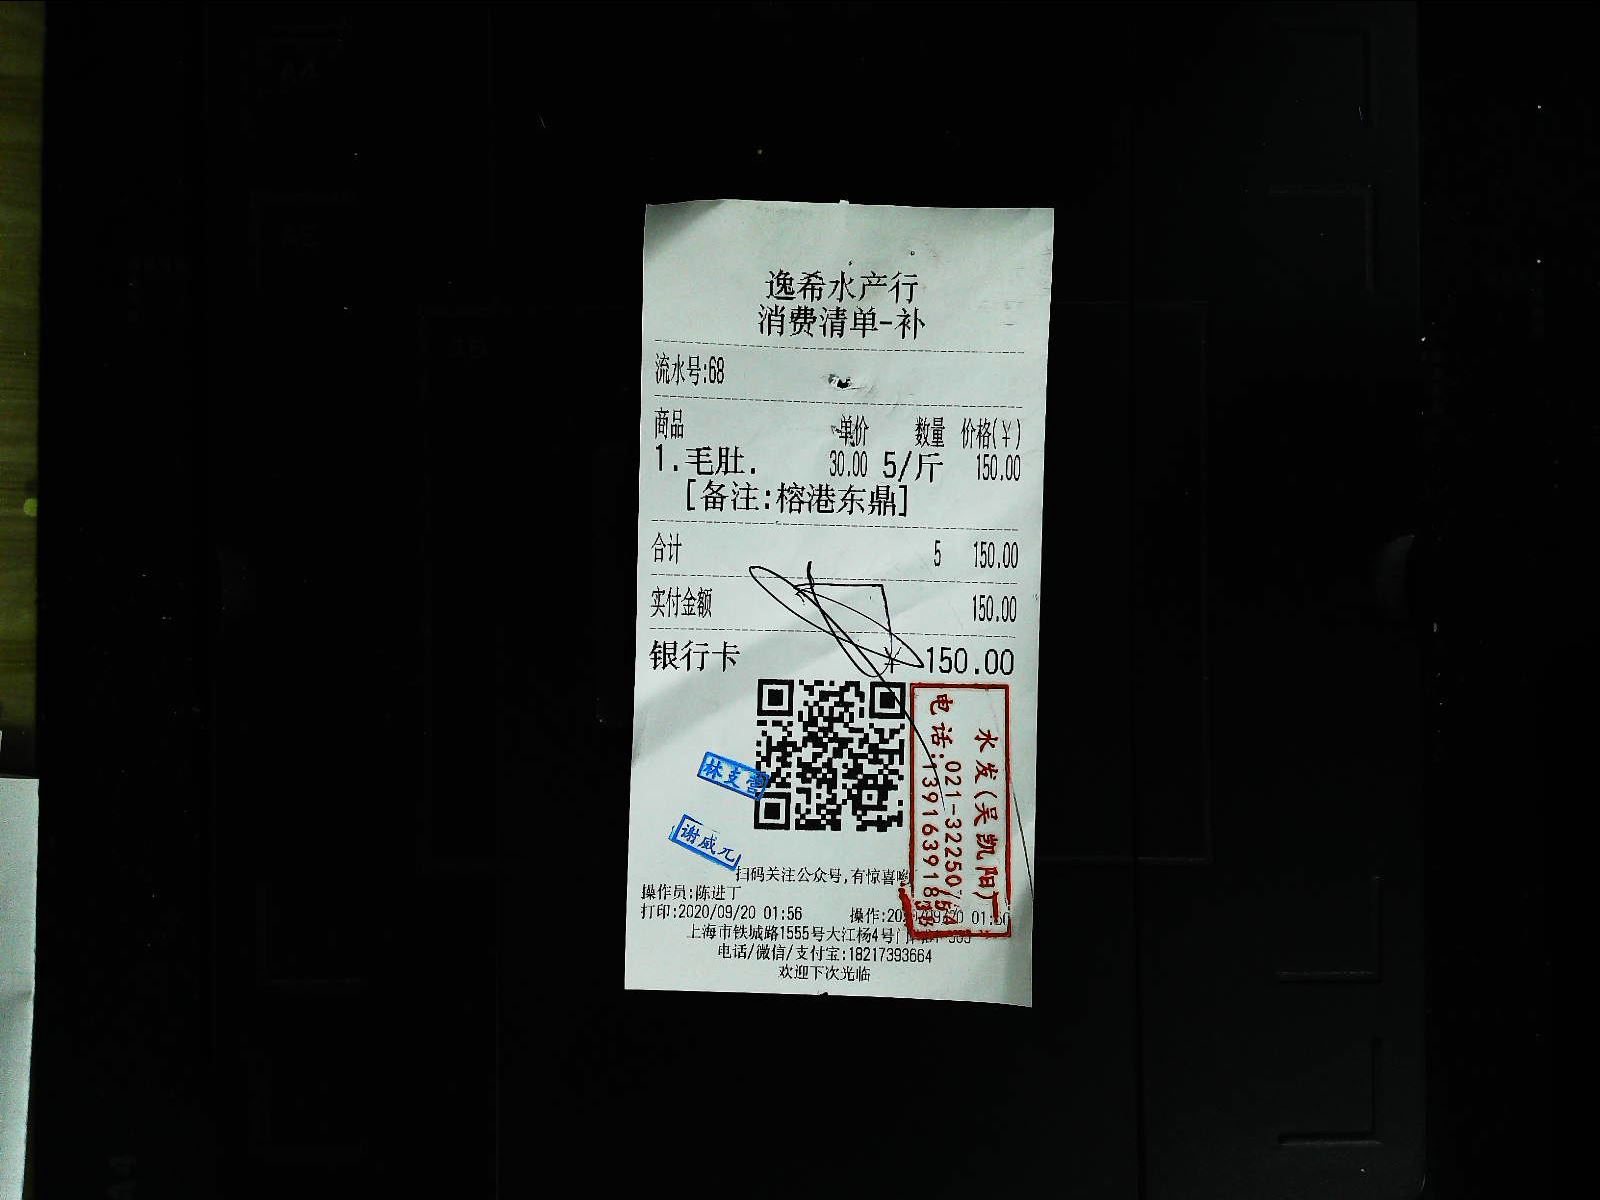 逸希水产行
消费清单-补
流水号:68
商品 单价 数量 价格(¥)
1.毛肚. 30.00 5/斤 150.00
[备注:榕港东鼎]
合计 5 150.00
实付金额 150.00
银行卡 ¥ 150.00
水发(吴凯阳)
电话:021-32250
139163918
林支营
谢威元
扫码关注公众号,有惊喜
操作员:陈进丁
打印:2020/09/20 01:56 操作:
上海市铁城路1555号大江杨4号门
电话/微信/支付宝:18217393664
欢迎下次光临